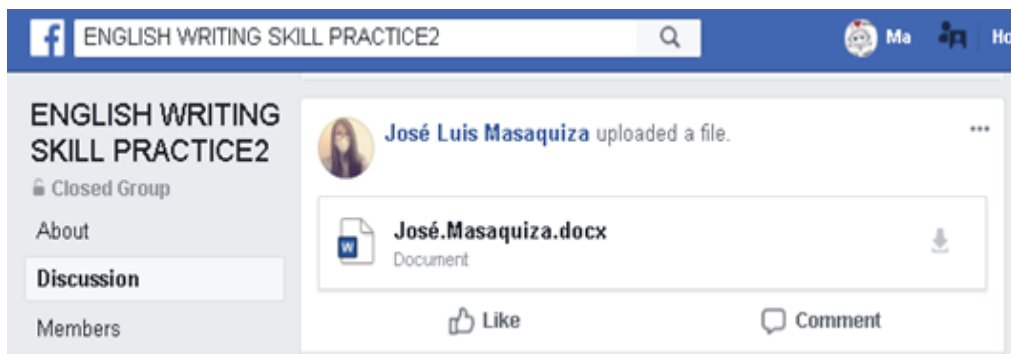 ENGLISH WRITING SKILL PRACTICE2
Ma
Ho
ENGLISH WRITING
SKILL PRACTICE2
Closed Group
About
Discussion
Members
José Luis Masaquiza uploaded a file.
W
José.Masaquiza.docx
Document
Like
Comment